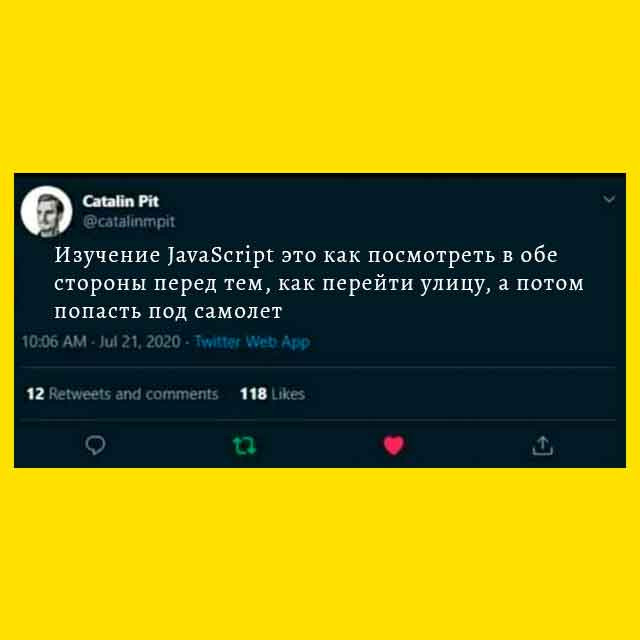 Catalin Pit
@catalinmpit
Изучение JavaScript это как посмотреть в обе
стороны перед тем, как перейти улицу, а потом
попасть под самолет
10:06 AM · Jul 21, 2020 · Twitter Web App
12 Retweets and comments 118 Likes